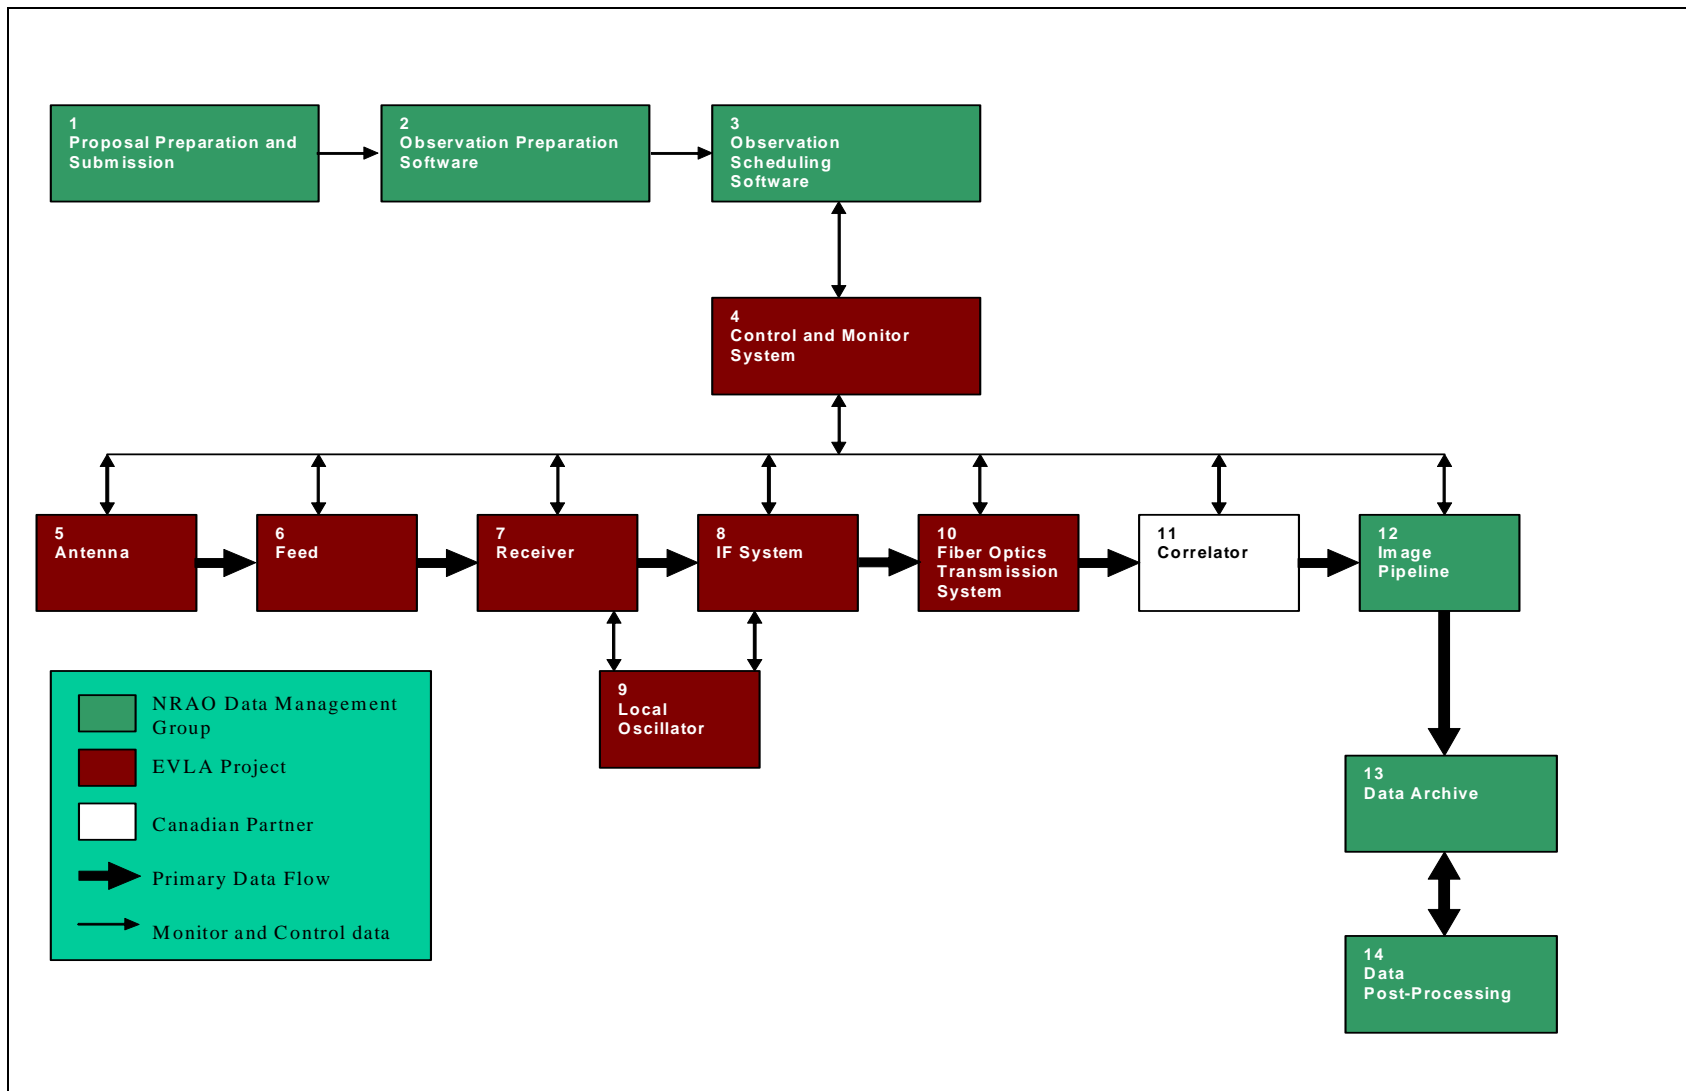 1
Proposal Preparation and
Submission
2
Observation Preparation
Software
3
Observation
Scheduling
Software
4
Control and Monitor
System
5
Antenna
6
Feed
7
Receiver
8
IF System
10
Fiber Optics
Transmission
System
11
Correlator
12
Image
Pipeline
9
Local
Oscillator
NRAO Data Management
Group
EVLA Project
Canadian Partner
Primary Data Flow
Monitor and Control data
13
Data Archive
14
Data
Post-Processing